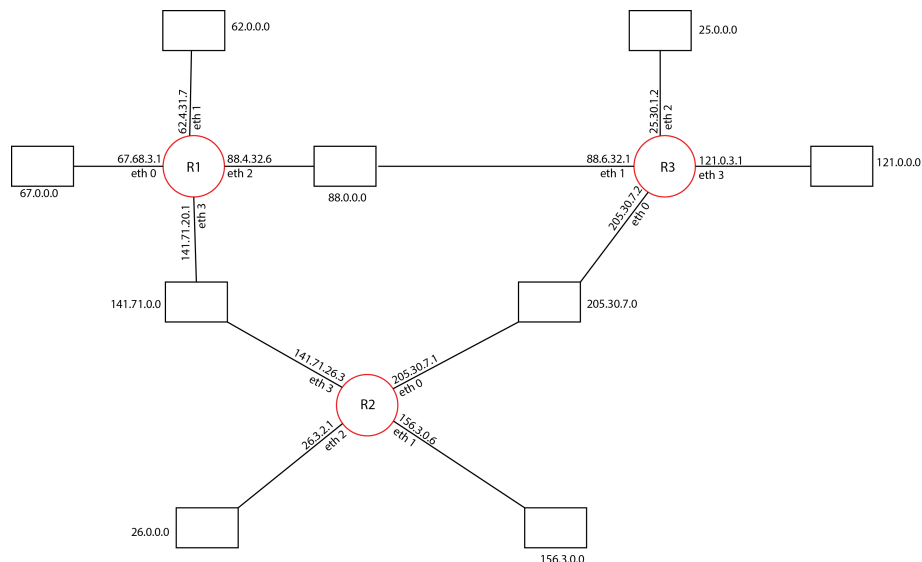 62.0.0.0
25.0.0.0
62.4.31.7
eth 1
25.30.1.2
eth 2
67.68.3.1
eth 0
R1
88.4.32.6
eth 2
88.6.32.1
eth 1
R3
121.0.3.1
eth 3
121.0.0.0
67.0.0.0
88.0.0.0
141.71.20.1
eth 3
205.30.7.2
eth 0
141.71.0.0
205.30.7.0
141.71.26.3
eth 3
205.30.7.1
eth 0
R2
26.3.2.1
eth 2
156.3.0.6
eth 1
26.0.0.0
156.3.0.0